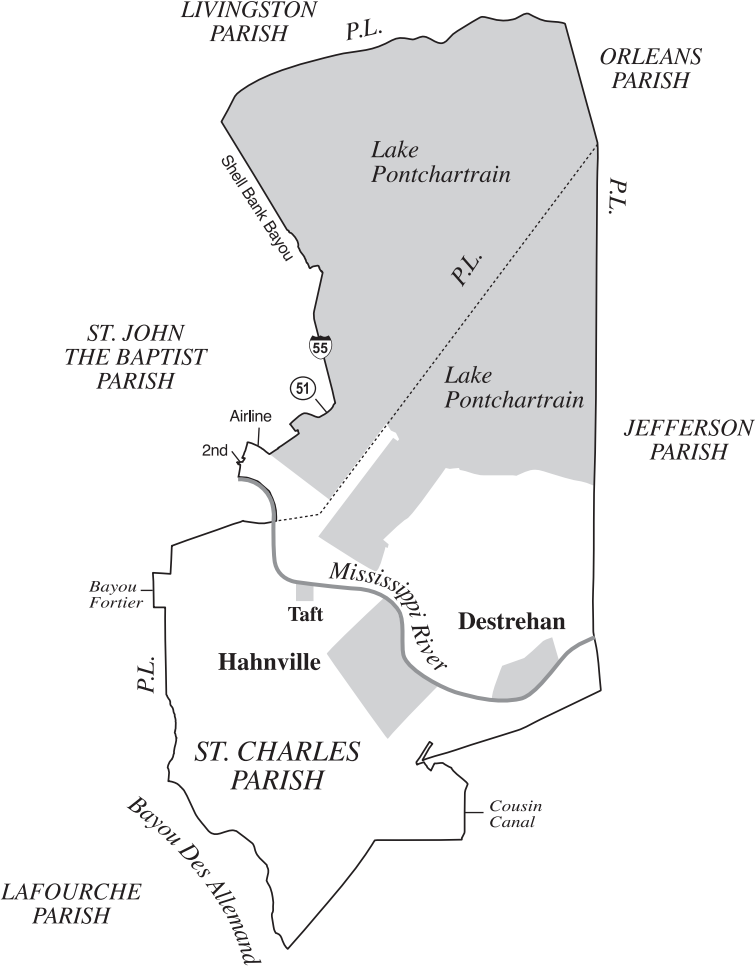 LIVINGSTON
PARISH
P.L.
ORLEANS
PARISH
Lake
Pontchartrain
Shell Bank Bayou
P.L.
P.L.
ST. JOHN
THE BAPTIST
PARISH
55
51
Lake
Pontchartrain
Airline
2nd
JEFFERSON
PARISH
Bayou
Fortier
Mississippi River
Taft
Destrehan
Hahnville
P.L.
ST. CHARLES
PARISH
Cousin
Canal
Bayou Des Allemand
LAFOURCHE
PARISH